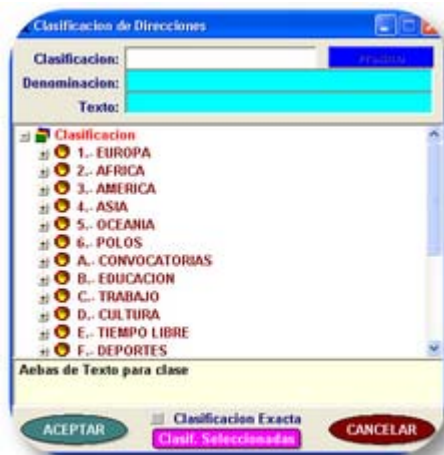 Clasificacion de Direcciones
Clasificacion:
Denominacion:
Texto:
Clasificacion
1.- EUROPA
2.- AFRICA
3.- AMERICA
4.- ASIA
5.- OCEANIA
6.- POLOS
A.- CONVOCATORIAS
B.- EDUCACION
C.- TRABAJO
D.- CULTURA
E.- TIEMPO LIBRE
F.- DEPORTES
Aebas de Texto para clase
ACEPTAR
Clasificacion Exacta
Clasif. Seleccionadas
CANCELAR